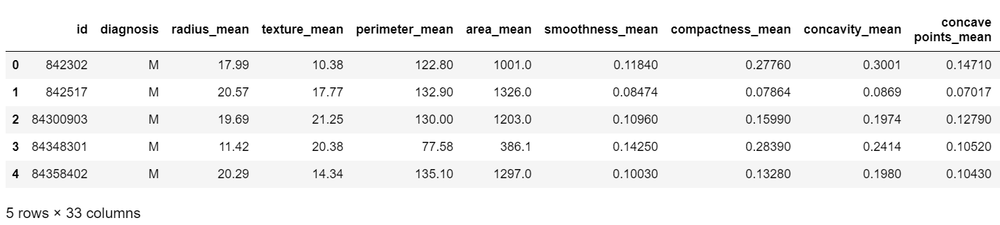 id diagnosis radius_mean texture_mean perimeter_mean area_mean smoothness_mean compactness_mean concavity_mean concave points_mean
0 842302 M 17.99 10.38 122.80 1001.0 0.11840 0.27760 0.3001 0.14710
1 842517 M 20.57 17.77 132.90 1326.0 0.08474 0.07864 0.0869 0.07017
2 84300903 M 19.69 21.25 130.00 1203.0 0.10960 0.15990 0.1974 0.12790
3 84348301 M 11.42 20.38 77.58 386.1 0.14250 0.28390 0.2414 0.10520
4 84358402 M 20.29 14.34 135.10 1297.0 0.10030 0.13280 0.1980 0.10430
5 rows × 33 columns